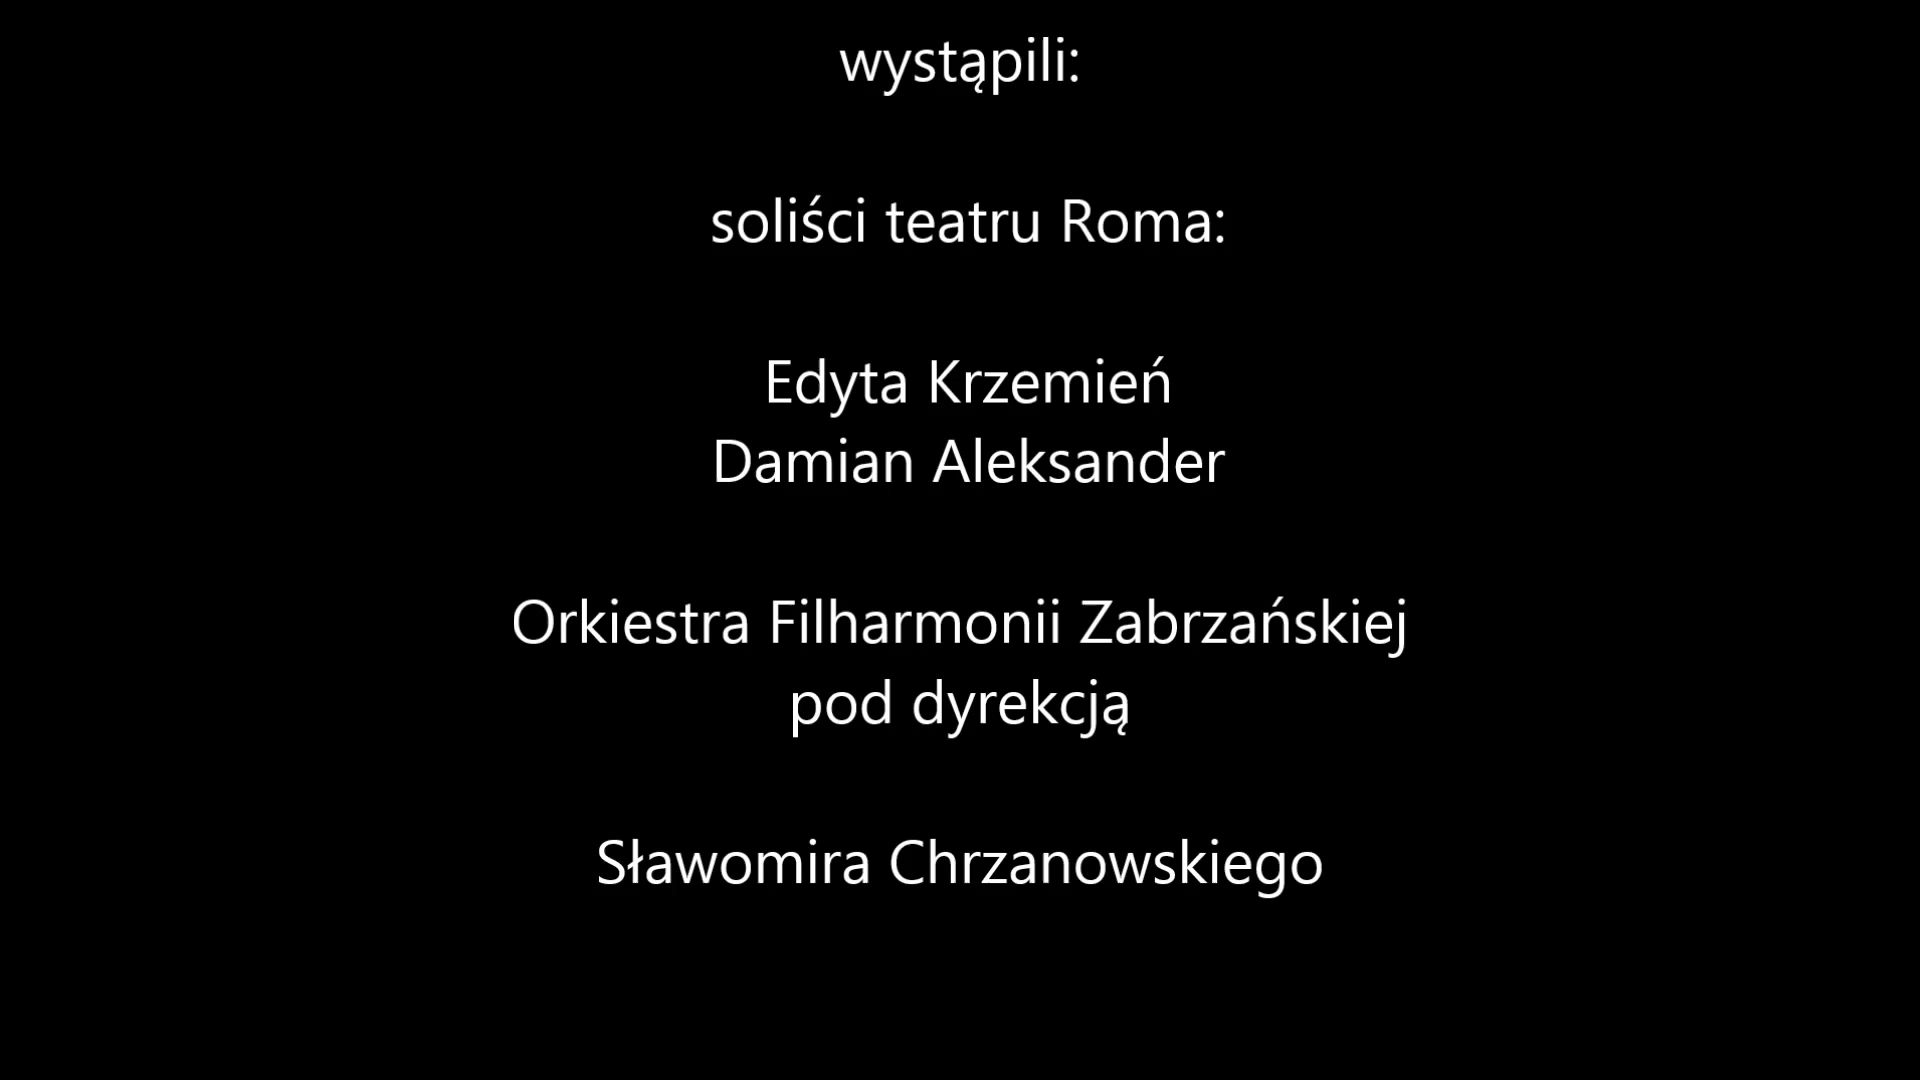 wystąpili:
soliści teatru Roma:
Edyta Krzemień
Damian Aleksander
Orkiestra Filharmonii Zabrzańskiej
pod dyrekcją
Sławomira Chrzanowskiego